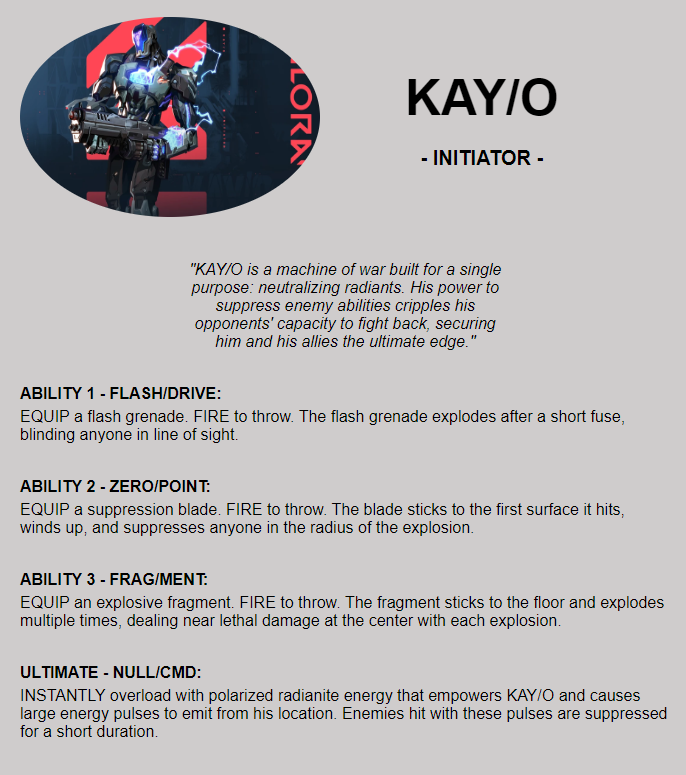 KAY/O
- INITIATOR -
"KAY/O is a machine of war built for a single
purpose: neutralizing radiants. His power to
suppress enemy abilities cripples his
opponents' capacity to fight back, securing
him and his allies the ultimate edge."
ABILITY 1 - FLASH/DRIVE:
EQUIP a flash grenade. FIRE to throw. The flash grenade explodes after a short fuse,
blinding anyone in line of sight.
ABILITY 2 - ZERO/POINT:
EQUIP a suppression blade. FIRE to throw. The blade sticks to the first surface it hits,
winds up, and suppresses anyone in the radius of the explosion.
ABILITY 3 - FRAG/MENT:
EQUIP an explosive fragment. FIRE to throw. The fragment sticks to the floor and explodes
multiple times, dealing near lethal damage at the center with each explosion.
ULTIMATE - NULL/CMD:
INSTANTLY overload with polarized radianite energy that empowers KAY/O and causes
large energy pulses to emit from his location. Enemies hit with these pulses are suppressed
for a short duration.